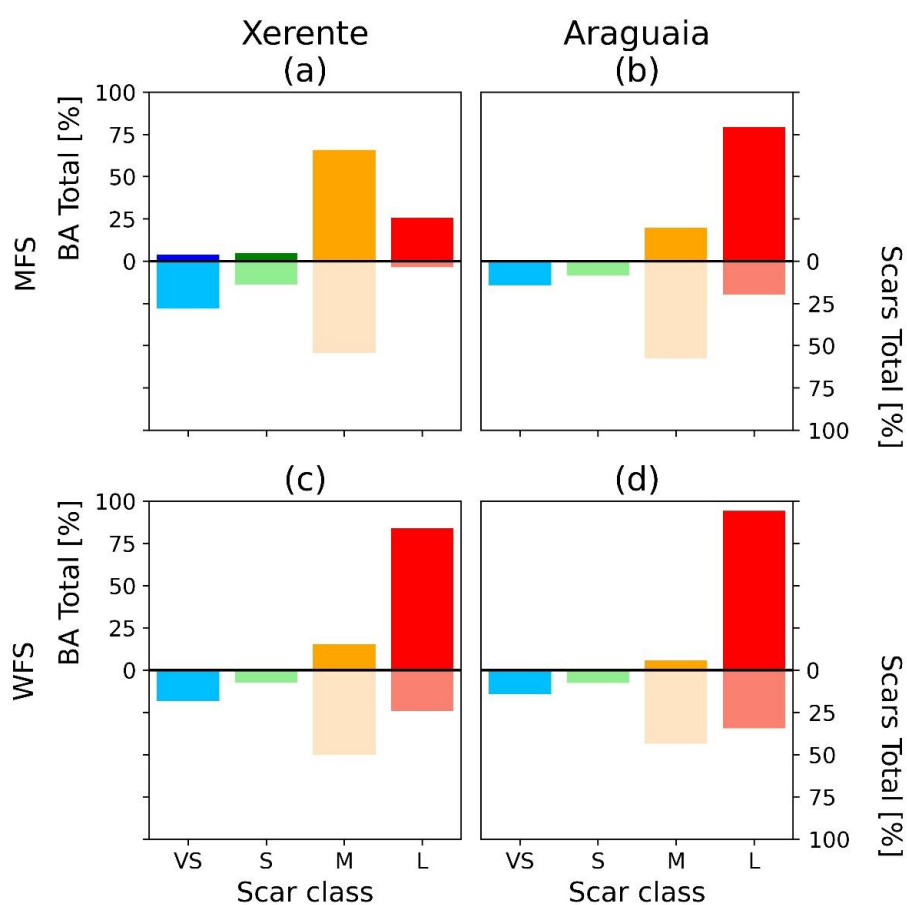 Xerente
Araguaia
(a)
(b)
MFS
BA Total [%]
100
75
50
25
0
0
25
50
75
100
Scars Total [%]
(c)
(d)
WFS
BA Total [%]
100
75
50
25
0
0
25
50
75
100
Scars Total [%]
VS S M L
VS S M L
Scar class
Scar class